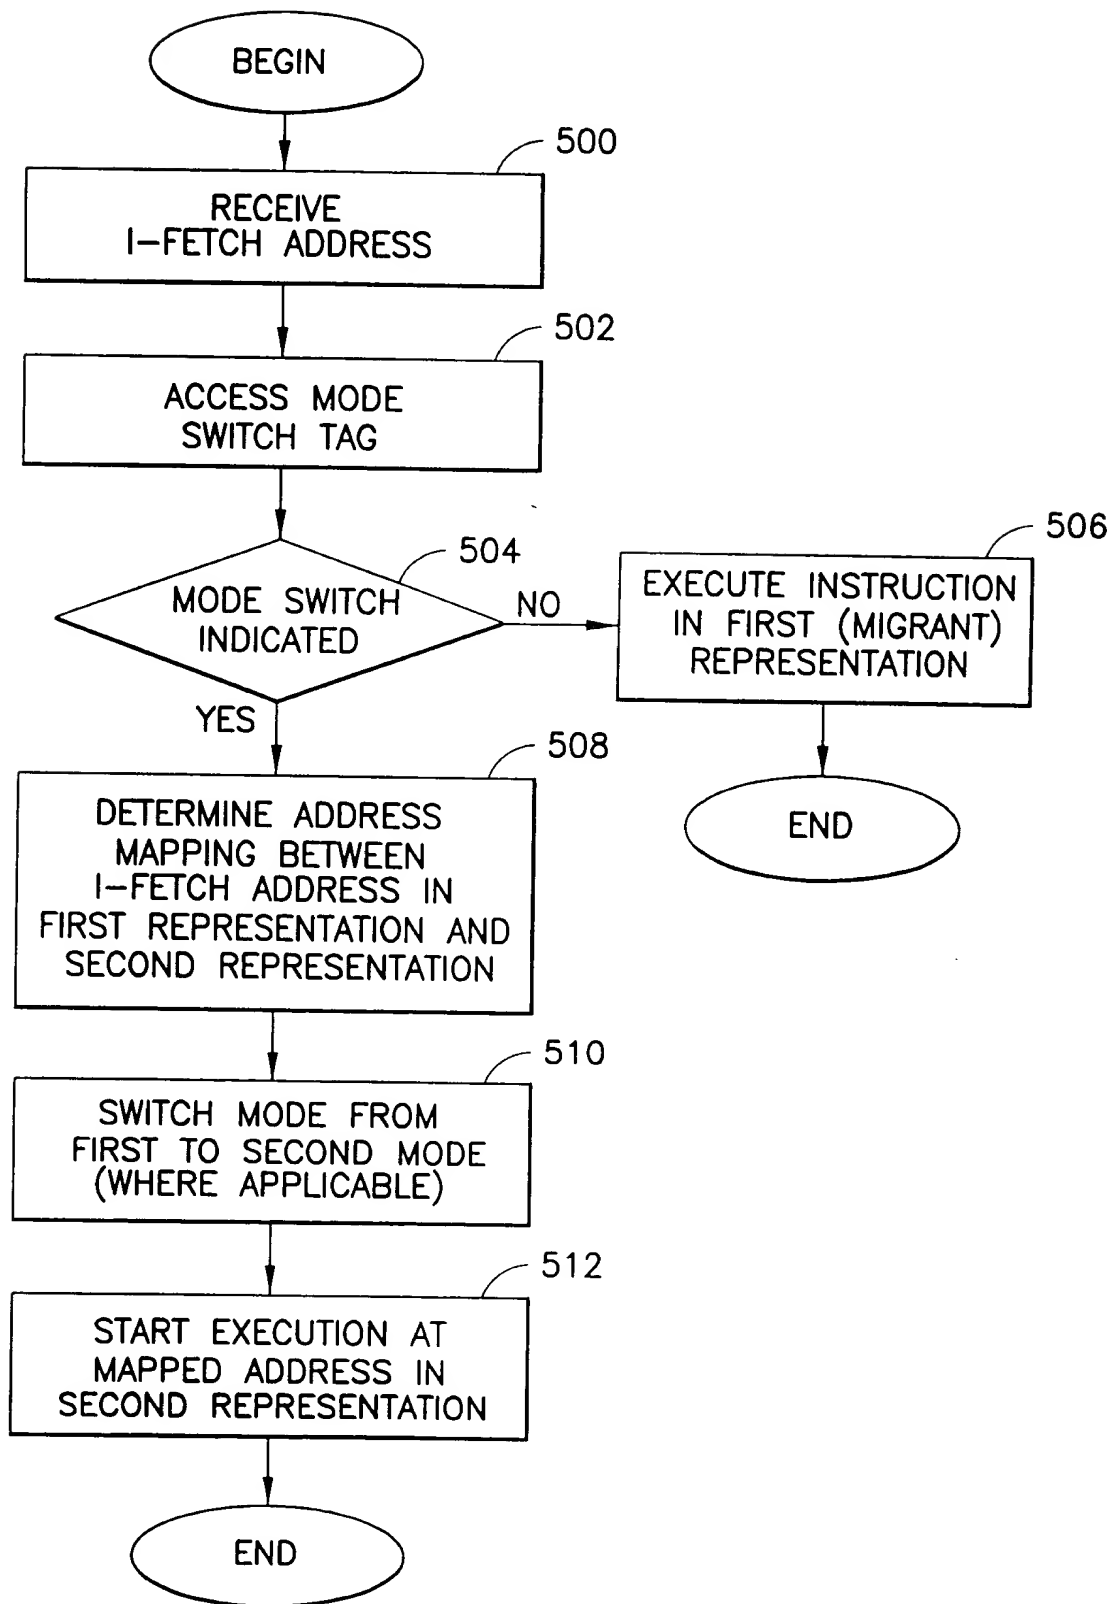 BEGIN
500
RECEIVE
I-FETCH ADDRESS
502
ACCESS MODE
SWITCH TAG
504
MODE SWITCH
INDICATED
NO
506
EXECUTE INSTRUCTION
IN FIRST (MIGRANT)
REPRESENTATION
END
YES
508
DETERMINE ADDRESS
MAPPING BETWEEN
I-FETCH ADDRESS IN
FIRST REPRESENTATION AND
SECOND REPRESENTATION
510
SWITCH MODE FROM
FIRST TO SECOND MODE
(WHERE APPLICABLE)
512
START EXECUTION AT
MAPPED ADDRESS IN
SECOND REPRESENTATION
END